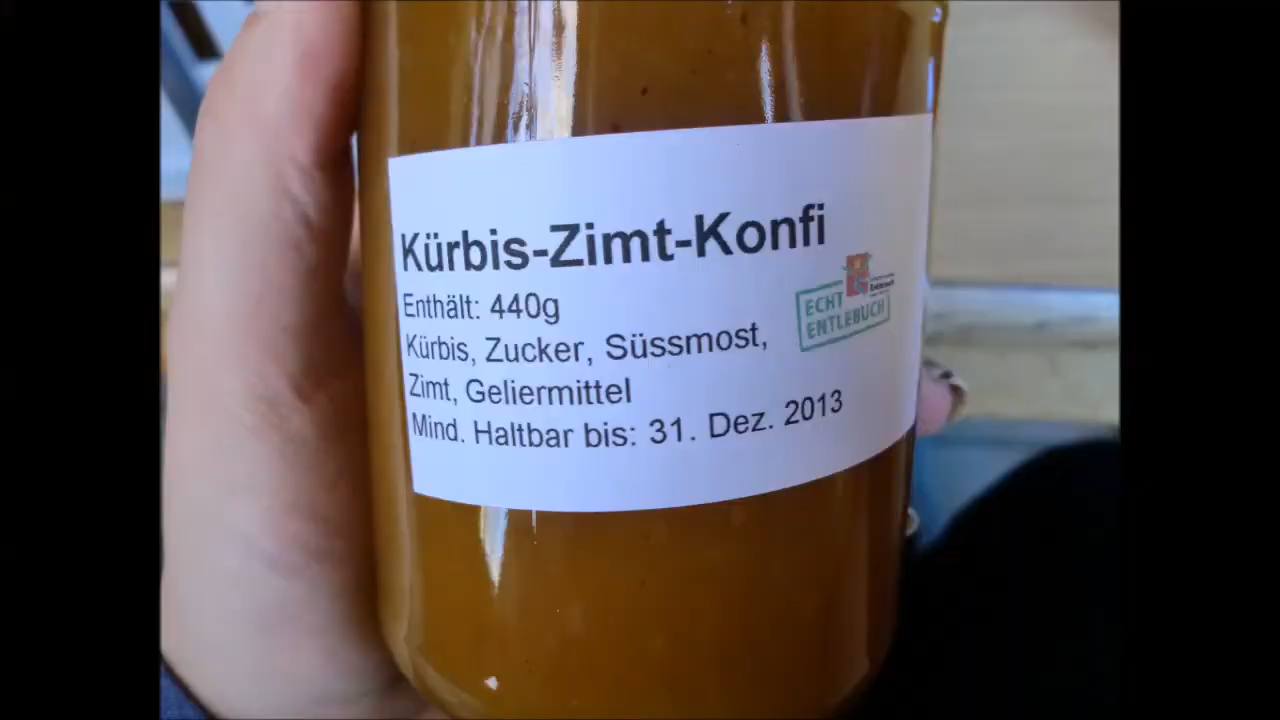 Kürbis-Zimt-Konfi
Enthält: 440g
Kürbis, Zucker, Süssmost,
Zimt, Geliermittel
Mind. Haltbar bis: 31. Dez. 2013
ECHT
ENTLEBUCH